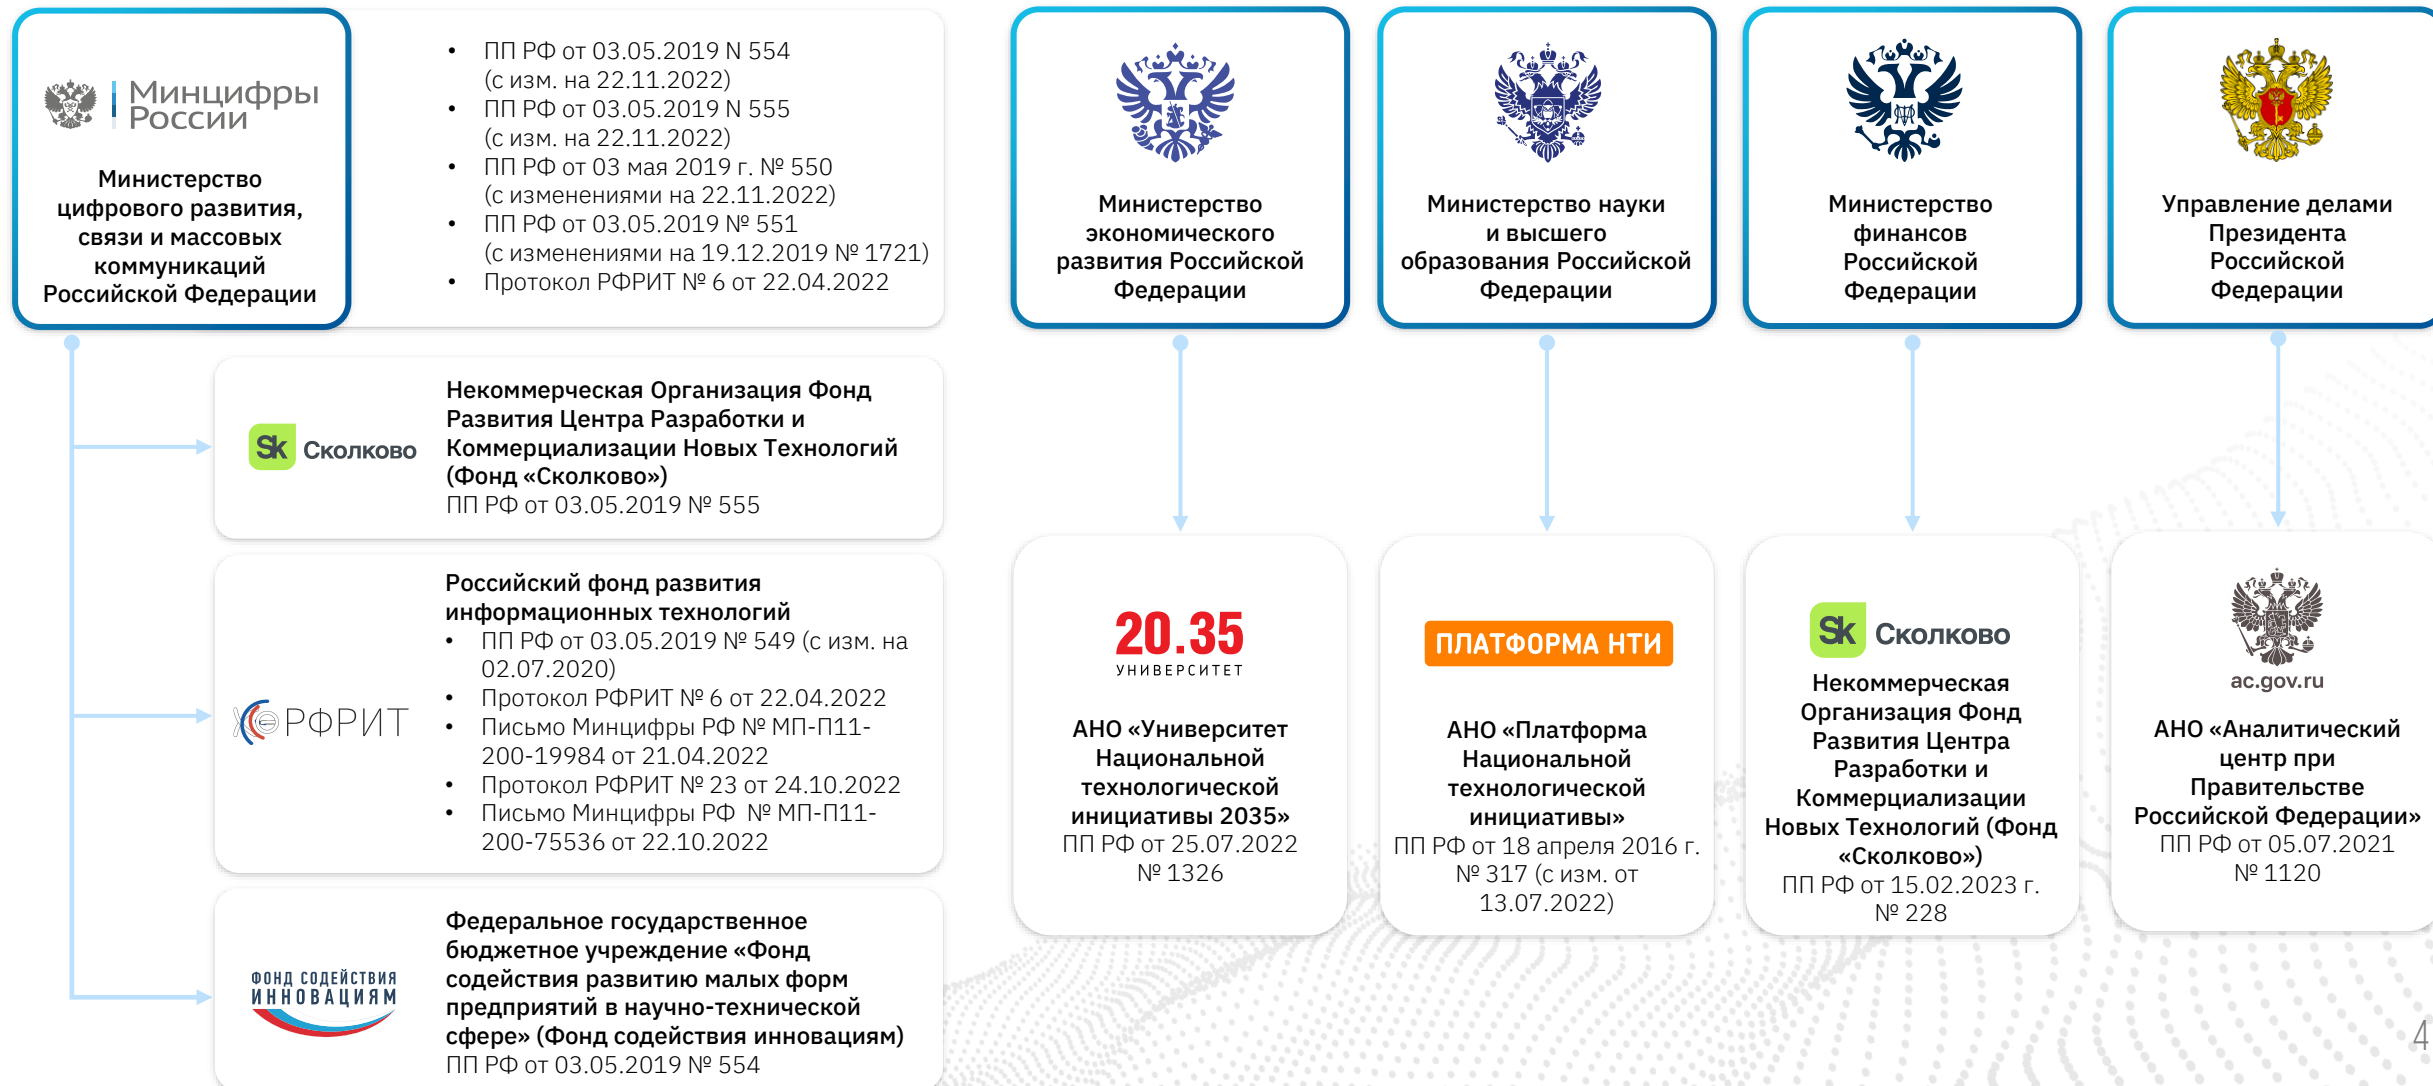 Минцифры
России
Министерство
цифрового развития,
связи и массовых
коммуникаций
Российской Федерации
• ПП РФ от 03.05.2019 N 554
(с изм. на 22.11.2022)
• ПП РФ от 03.05.2019 N 555
(с изм. на 22.11.2022)
• ПП РФ от 03 мая 2019 г. № 550
(с изменениями на 22.11.2022)
• ПП РФ от 03.05.2019 № 551
(с изменениями на 19.12.2019 № 1721)
• Протокол РФРИТ № 6 от 22.04.2022
Министерство
экономического
развития Российской
Федерации
Министерство науки
и высшего
образования Российской
Федерации
Министерство
финансов
Российской
Федерации
Управление делами
Президента
Российской
Федерации
Sk Сколково
Некоммерческая Организация Фонд
Развития Центра Разработки и
Коммерциализации Новых Технологий
(Фонд «Сколково»)
ПП РФ от 03.05.2019 № 555
РФРИТ
Российский фонд развития
информационных технологий
• ПП РФ от 03.05.2019 № 549 (с изм. на
02.07.2020)
• Протокол РФРИТ № 6 от 22.04.2022
• Письмо Минцифры РФ № МП-П11-
200-19984 от 21.04.2022
• Протокол РФРИТ № 23 от 24.10.2022
• Письмо Минцифры РФ № МП-П11-
200-75536 от 22.10.2022
ФОНД СОДЕЙСТВИЯ
ИННОВАЦИЯМ
Федеральное государственное
бюджетное учреждение «Фонд
содействия развитию малых форм
предприятий в научно-технической
сфере» (Фонд содействия инновациям)
ПП РФ от 03.05.2019 № 554
20.35
УНИВЕРСИТЕТ
АНО «Университет
Национальной
технологической
инициативы 2035»
ПП РФ от 25.07.2022
№ 1326
ПЛАТФОРМА НТИ
АНО «Платформа
Национальной
технологической
инициативы»
ПП РФ от 18 апреля 2016 г.
№ 317 (с изм. от
13.07.2022)
Sk Сколково
Некоммерческая
Организация Фонд
Развития Центра
Разработки и
Коммерциализации
Новых Технологий (Фонд
«Сколково»)
ПП РФ от 15.02.2023 г.
№ 228
ac.gov.ru
АНО «Аналитический
центр при
Правительстве
Российской Федерации»
ПП РФ от 05.07.2021
№ 1120
4